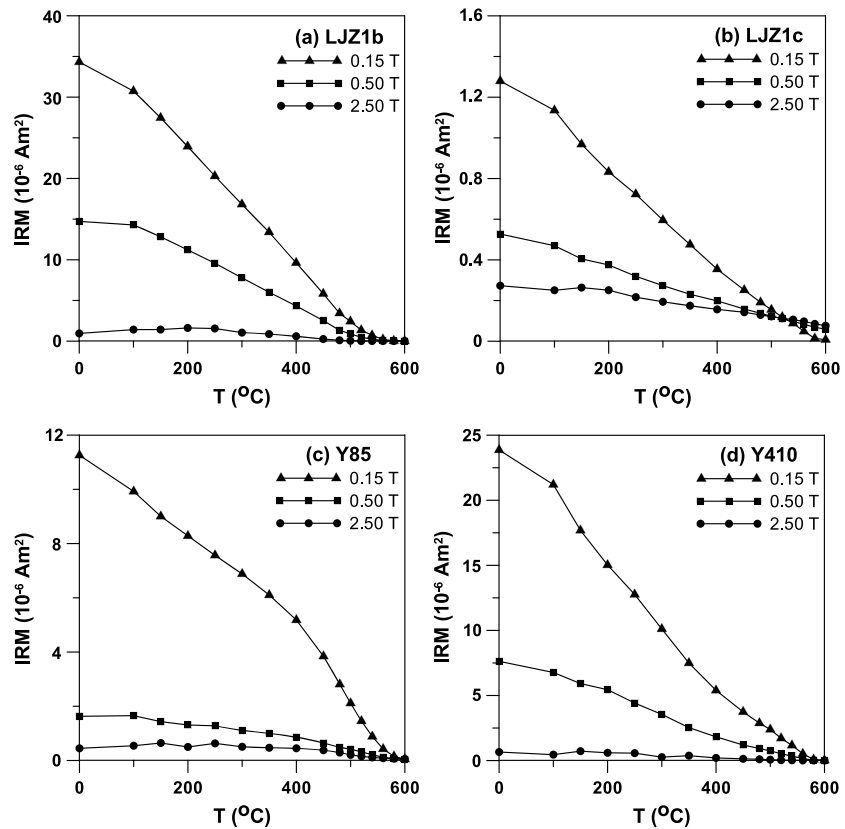 (a) LJZ1b
0.15 T
0.50 T
2.50 T
IRM (10⁻⁶ Am²)
40
30
20
10
0
0 200 400 600
T (°C)
(b) LJZ1c
0.15 T
0.50 T
2.50 T
IRM (10⁻⁶ Am²)
1.6
1.2
0.8
0.4
0
0 200 400 600
T (°C)
(c) Y85
0.15 T
0.50 T
2.50 T
IRM (10⁻⁶ Am²)
12
8
4
0
0 200 400 600
T (°C)
(d) Y410
0.15 T
0.50 T
2.50 T
IRM (10⁻⁶ Am²)
25
20
15
10
5
0
0 200 400 600
T (°C)